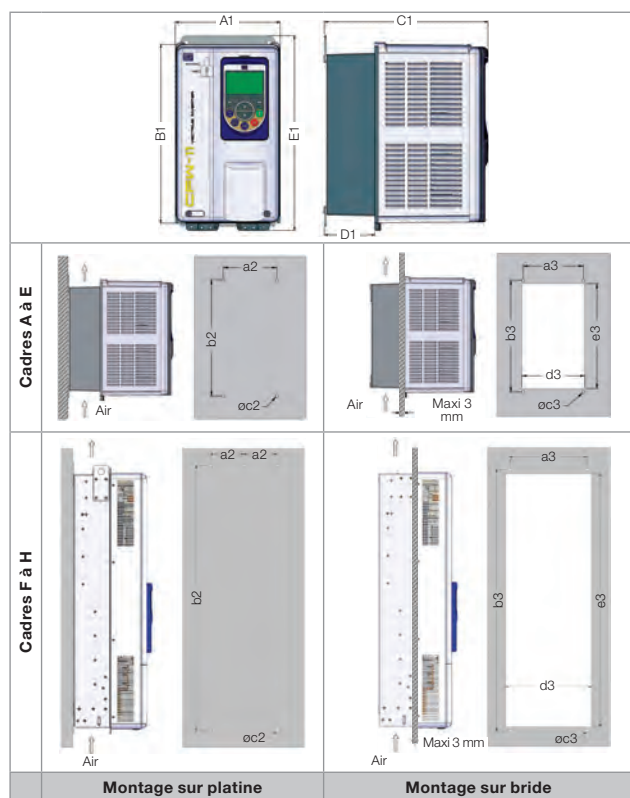 A1
C1
B1
E1
D1
Cadres A à E
a2
b2
øc2
Air
a3
b3
e3
d3
øc3
Air
Maxi 3
mm
Cadres F à H
a2 a2
b2
øc2
Air
a3
b3
e3
d3
øc3
Maxi 3 mm
Air
Montage sur platine
Montage sur bride